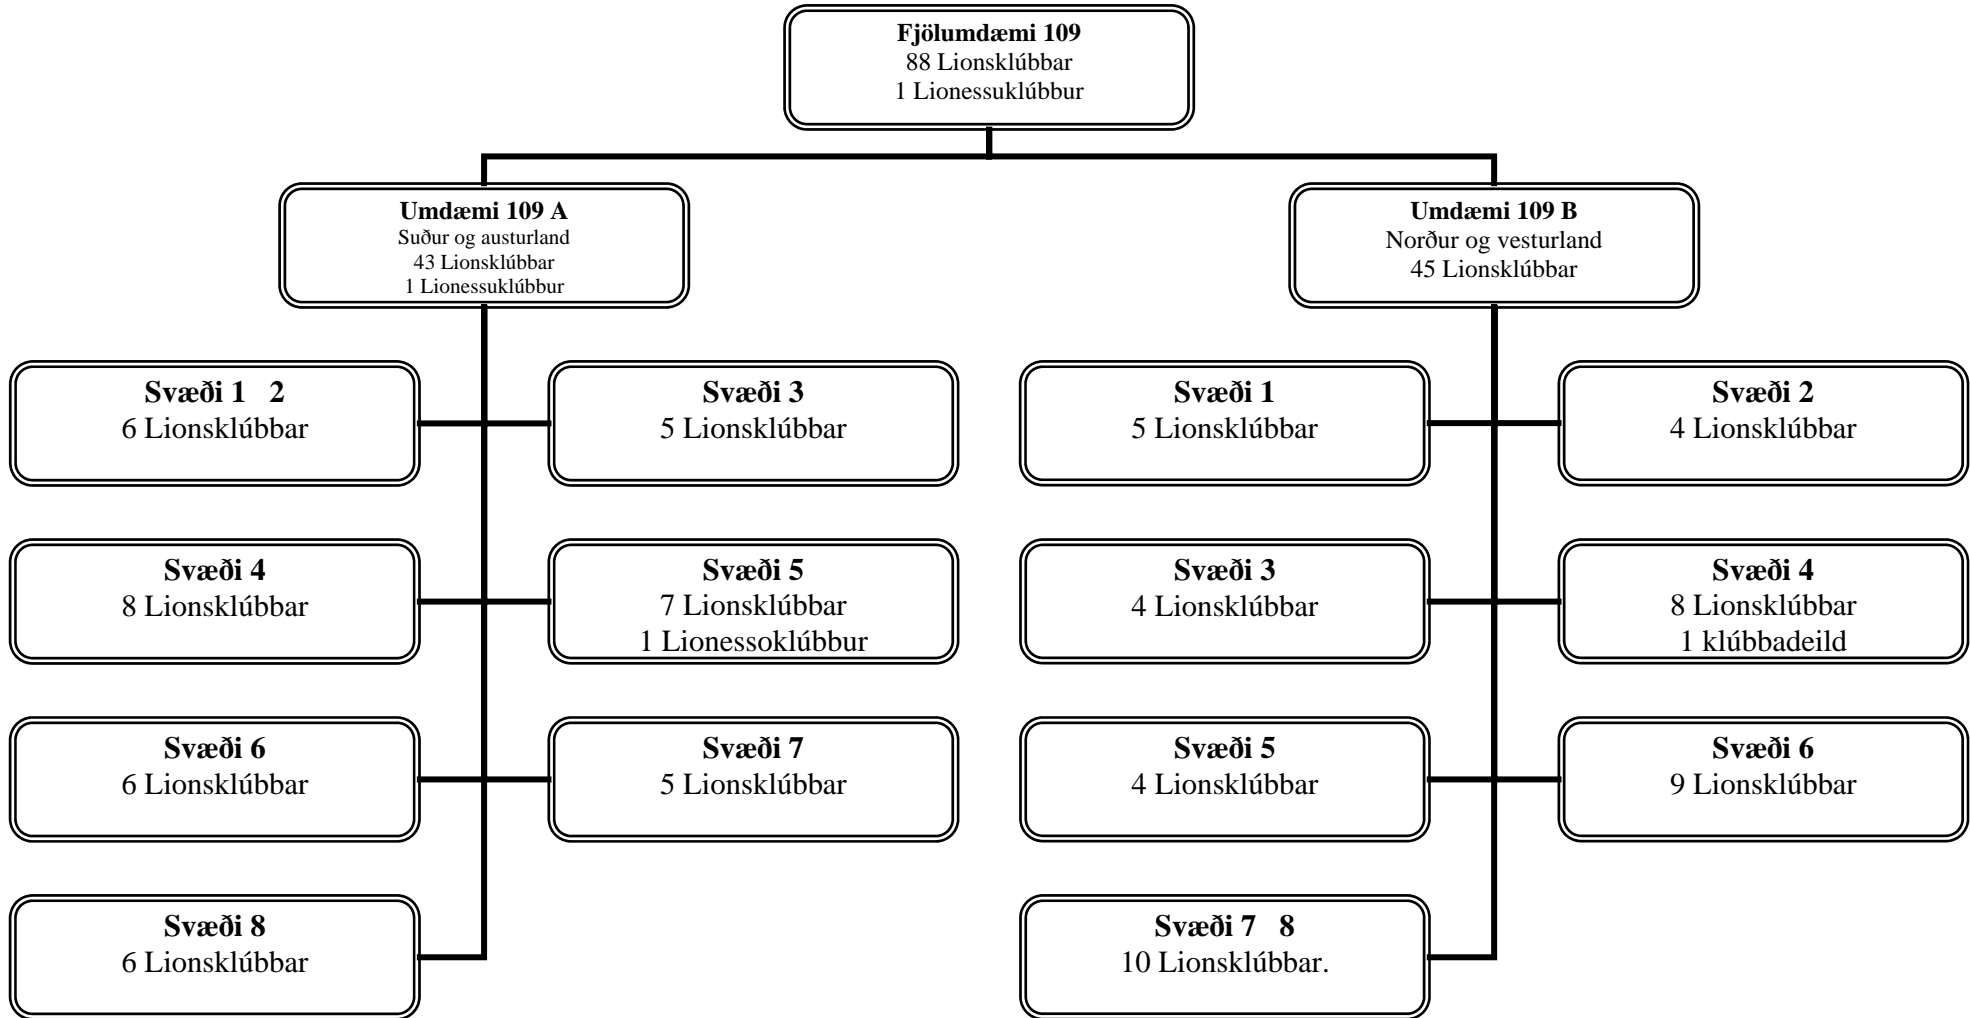 Fjölumdæmi 109
88 Lionsklúbbar
1 Lionessuklúbbur
Umdæmi 109 A
Suður og austurland
43 Lionsklúbbar
1 Lionessuklúbbur
Umdæmi 109 B
Norður og vesturland
45 Lionsklúbbar
Svæði 1 2
6 Lionsklúbbar
Svæði 3
5 Lionsklúbbar
Svæði 1
5 Lionsklúbbar
Svæði 2
4 Lionsklúbbar
Svæði 4
8 Lionsklúbbar
Svæði 5
7 Lionsklúbbar
1 Lionessoklúbbur
Svæði 3
4 Lionsklúbbar
Svæði 4
8 Lionsklúbbar
1 klúbbadeild
Svæði 6
6 Lionsklúbbar
Svæði 7
5 Lionsklúbbar
Svæði 5
4 Lionsklúbbar
Svæði 6
9 Lionsklúbbar
Svæði 8
6 Lionsklúbbar
Svæði 7 8
10 Lionsklúbbar.